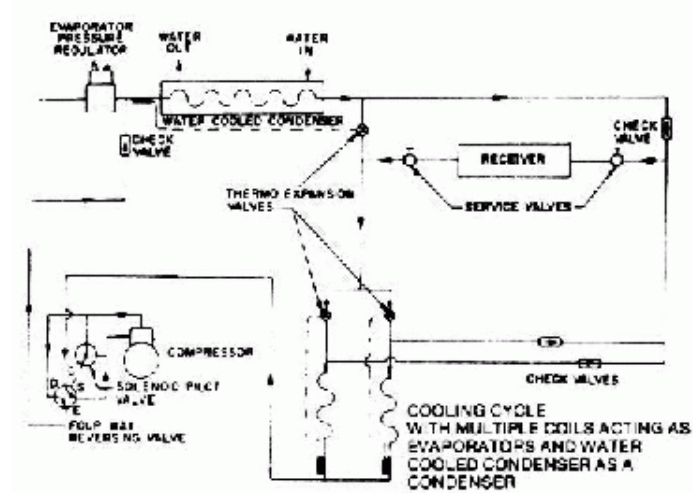 EVAPORATOR
PRESSURE
REGULATOR
WATER
OUT
WATER
IN
WATER COOLED CONDENSER
CHECK
VALVE
CHECK
VALVE
RECEIVER
THERMO EXPANSION
VALVES
SERVICE VALVES
COMPRESSOR
SOLENOID PILOT
VALVE
D
S
E
FOUR WAY
REVERSING VALVE
CHECK VALVES
COOLING CYCLE
WITH MULTIPLE COILS ACTING AS
EVAPORATORS AND WATER
COOLED CONDENSER AS A
CONDENSER